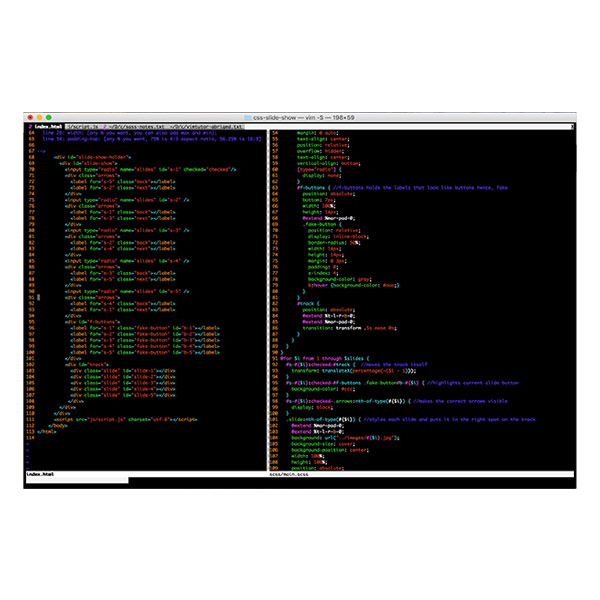 css-slide-show — vim -S — 198×59
64 line 20: width: [any % you want, you can also add max and min];
65 line 54: padding-top: [any % you want, 75% is 4:3 aspect ratio, 56.25% is 16:9]
66
67 -->
68 <div id="slide-show-holder">
69 <div id="slide-show">
70 <input type="radio" name="slides" id="s-1" checked="checked"/>
71 <div class="arrows">
72 <label for="s-5" class="back"></label>
73 <label for="s-2" class="next"></label>
74 </div>
75 <input type="radio" name="slides" id="s-2" />
76 <div class="arrows">
77 <label for="s-1" class="back"></label>
78 <label for="s-3" class="next"></label>
79 </div>
80 <input type="radio" name="slides" id="s-3" />
81 <div class="arrows">
82 <label for="s-2" class="back"></label>
83 <label for="s-4" class="next"></label>
84 </div>
85 <input type="radio" name="slides" id="s-4" />
86 <div class="arrows">
87 <label for="s-3" class="back"></label>
88 <label for="s-5" class="next"></label>
89 </div>
90 <input type="radio" name="slides" id="s-5" />
91 <div class="arrows">
92 <label for="s-4" class="back"></label>
93 <label for="s-1" class="next"></label>
94 </div>
95 <div id="f-buttons">
96 <label for="s-1" class="fake-button" id="b-1"></label>
97 <label for="s-2" class="fake-button" id="b-2"></label>
98 <label for="s-3" class="fake-button" id="b-3"></label>
99 <label for="s-4" class="fake-button" id="b-4"></label>
100 <label for="s-5" class="fake-button" id="b-5"></label>
101 </div>
102 <div id="track">
103 <div class="slide" id="slide-1"></div>
104 <div class="slide" id="slide-2"></div>
105 <div class="slide" id="slide-3"></div>
106 <div class="slide" id="slide-4"></div>
107 <div class="slide" id="slide-5"></div>
108 </div>
109 </div>
110 </div>
111 <script src="js/script.js" charset="utf-8"></script>
112 </body>
113 </html>
114
index.html
54 margin: 0 auto;
55 text-align: center;
56 position: relative;
57 overflow: hidden;
58 text-align: center;
59 vertical-align: button;
60 [type="radio"] {
61 display: none;
62 }
63 #f-buttons { //f-buttons holds the labels that look like buttons hence, fake
64 position: absolute;
65 bottom: 7px;
66 width: 100%;
67 height: 14px;
68 @extend %mar-pad-0;
69 .fake-button {
70 position: relative;
71 display: inline-block;
72 border-radius: 50%;
73 width: 14px;
74 height: 14px;
75 margin: 0 3px;
76 padding: 0;
77 z-index: 4;
78 background-color: gray;
79 &:hover {background-color: #aaa;}
80 }
81 }
82 #track {
83 position: absolute;
84 @extend %t-l-r-b-0;
85 @extend %mar-pad-0;
86 transition: transform .5s ease 0s;
87 }
88 }
89 }
90 }
91 @for $i from 1 through $slides {
92 #s-#{$i}:checked~#track { //moves the track itself
93 transform: translateX(percentage(-($i - 1)));
94 }
95 #s-#{$i}:checked~#f-buttons .fake-button#b-#{$i} { //highlights current slide button
96 background-color: #ccc;
97 }
98 #s-#{$i}:checked~.arrows:nth-of-type(#{$i}) { //makes the correct arrows visible
99 display: block;
100 }
101 .slide:nth-of-type(#{$i}) { //styles each slide and puts it in the right spot on the track
102 @extend %mar-pad-0;
103 @extend %t-l-r-b-0;
104 background: url("../images/#{$i}.jpg");
105 background-size: cover;
106 background-position: center;
107 width: 100%;
108 height: 100%;
109 position: absolute;
scss/main.scss